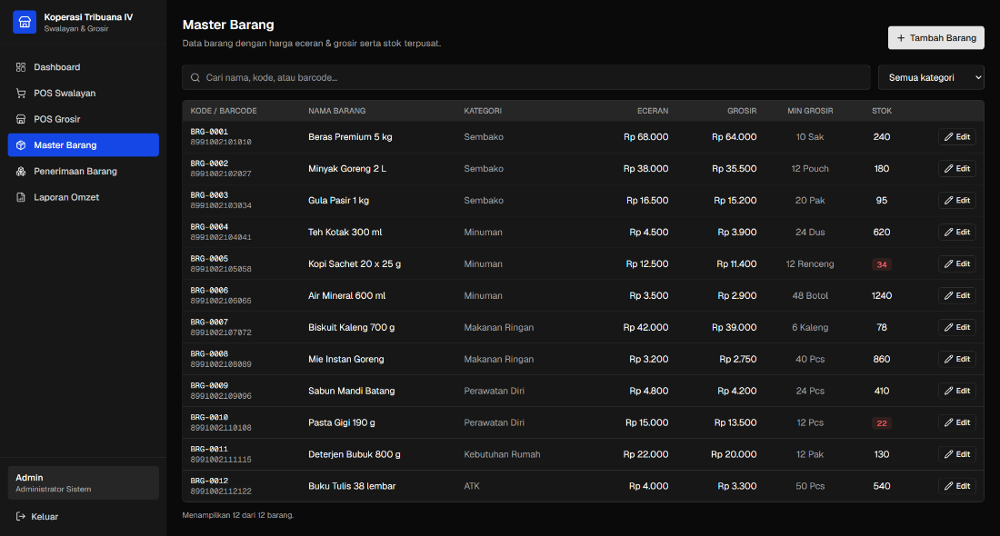 Koperasi Tribuana IV
Swalayan & Grosir
Dashboard
POS Swalayan
POS Grosir
Master Barang
Penerimaan Barang
Laporan Omzet
Admin
Administrator Sistem
Keluar
Master Barang
Data barang dengan harga eceran & grosir serta stok terpusat.
+ Tambah Barang
Cari nama, kode, atau barcode...
Semua kategori
KODE / BARCODE NAMA BARANG KATEGORI ECERAN GROSIR MIN GROSIR STOK
BRG-0001
8991002101010 Beras Premium 5 kg Sembako Rp 68.000 Rp 64.000 10 Sak 240 Edit
BRG-0002
8991002102027 Minyak Goreng 2 L Sembako Rp 38.000 Rp 35.500 12 Pouch 180 Edit
BRG-0003
8991002103034 Gula Pasir 1 kg Sembako Rp 16.500 Rp 15.200 20 Pak 95 Edit
BRG-0004
8991002104041 Teh Kotak 300 ml Minuman Rp 4.500 Rp 3.900 24 Dus 620 Edit
BRG-0005
8991002105058 Kopi Sachet 20 x 25 g Minuman Rp 12.500 Rp 11.400 12 Renceng 34 Edit
BRG-0006
8991002106065 Air Mineral 600 ml Minuman Rp 3.500 Rp 2.900 48 Botol 1240 Edit
BRG-0007
8991002107072 Biskuit Kaleng 700 g Makanan Ringan Rp 42.000 Rp 39.000 6 Kaleng 78 Edit
BRG-0008
8991002108089 Mie Instan Goreng Makanan Ringan Rp 3.200 Rp 2.750 40 Pcs 860 Edit
BRG-0009
8991002109096 Sabun Mandi Batang Perawatan Diri Rp 4.800 Rp 4.200 24 Pcs 410 Edit
BRG-0010
8991002110108 Pasta Gigi 190 g Perawatan Diri Rp 15.000 Rp 13.500 12 Pcs 22 Edit
BRG-0011
8991002111115 Deterjen Bubuk 800 g Kebutuhan Rumah Rp 22.000 Rp 20.000 12 Pak 130 Edit
BRG-0012
8991002112122 Buku Tulis 38 lembar ATK Rp 4.000 Rp 3.300 50 Pcs 540 Edit
Menampilkan 12 dari 12 barang.